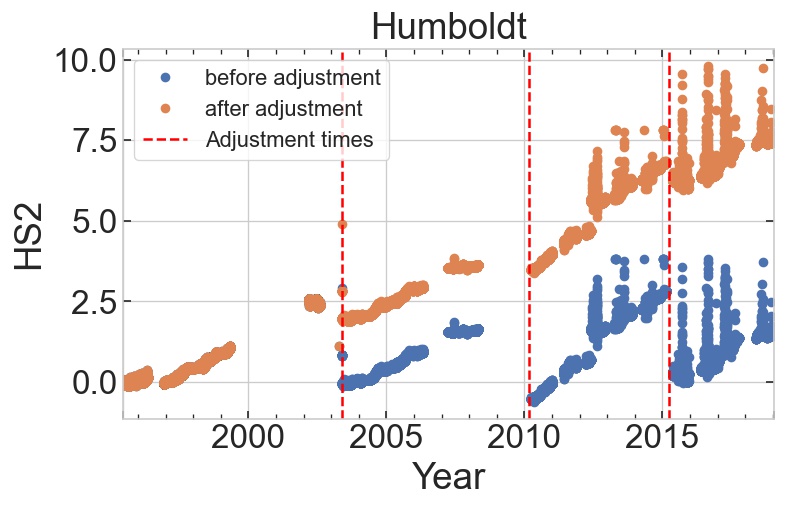 Humboldt
10.0
7.5
5.0
2.5
0.0
HS2
before adjustment
after adjustment
Adjustment times
2000 2005 2010 2015
Year